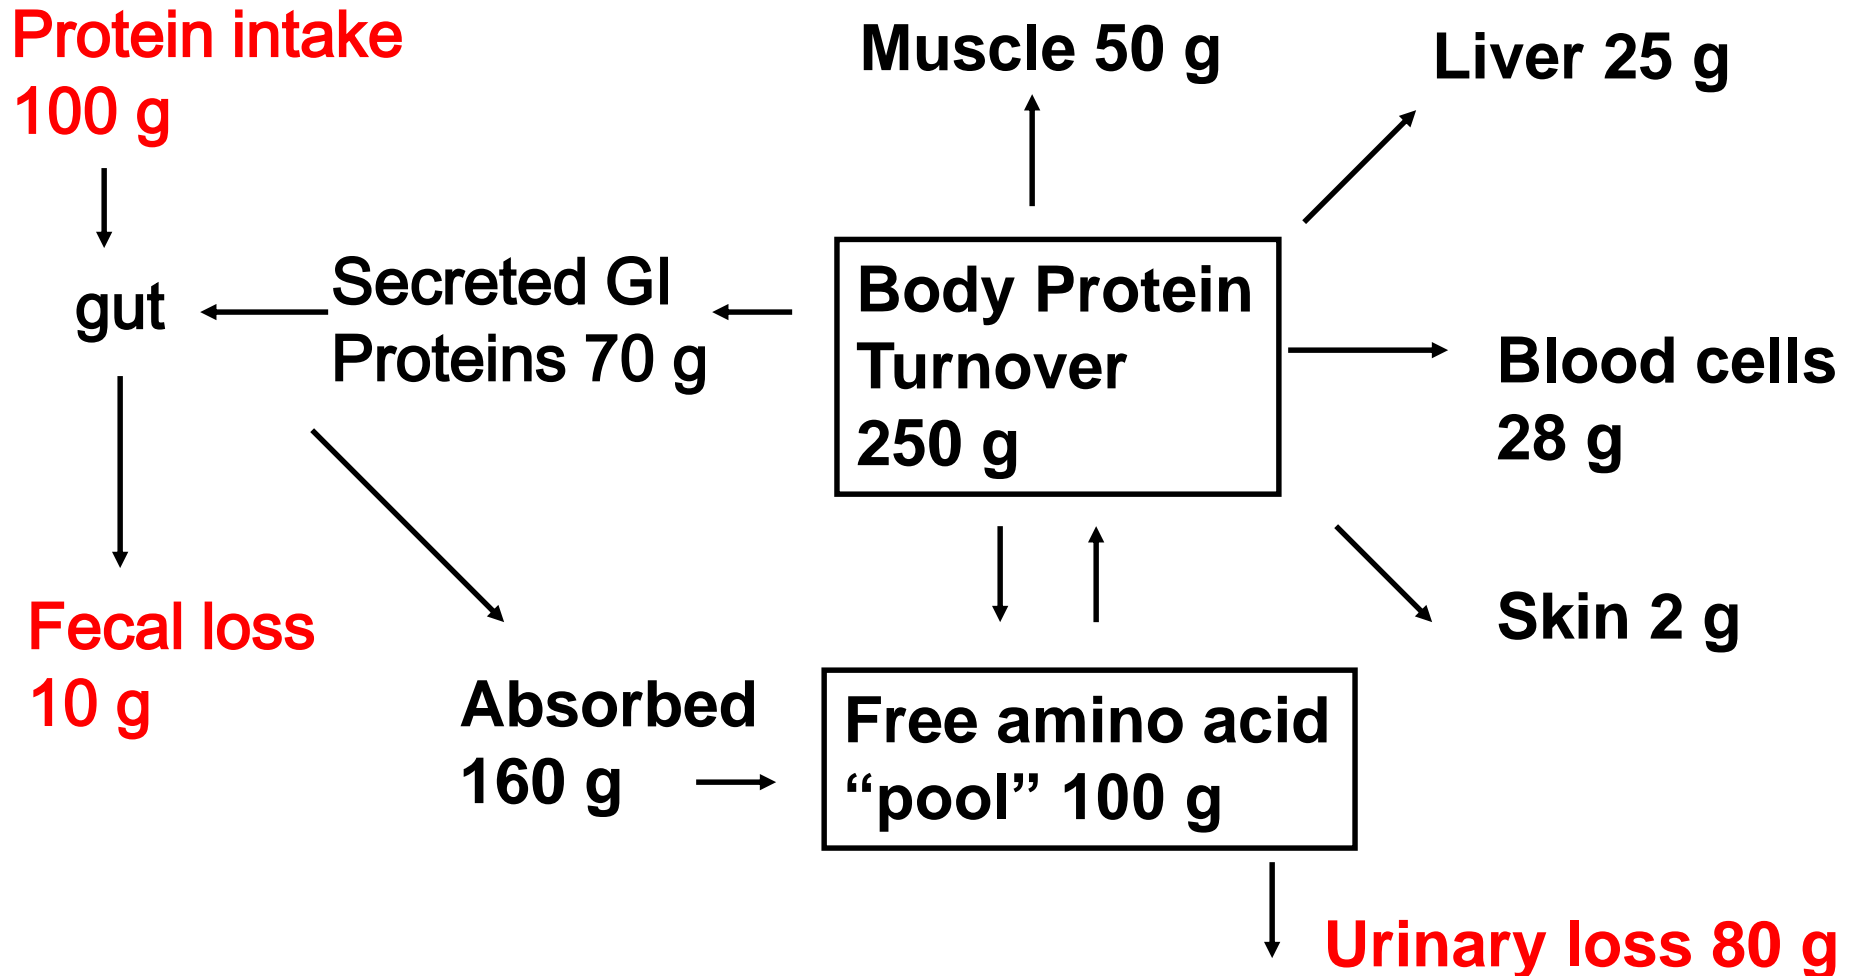 Protein intake
100 g
Muscle 50 g
Liver 25 g
gut
Secreted GI
Proteins 70 g
Body Protein
Turnover
250 g
Blood cells
28 g
Fecal loss
10 g
Absorbed
160 g
Free amino acid
“pool” 100 g
Skin 2 g
Urinary loss 80 g